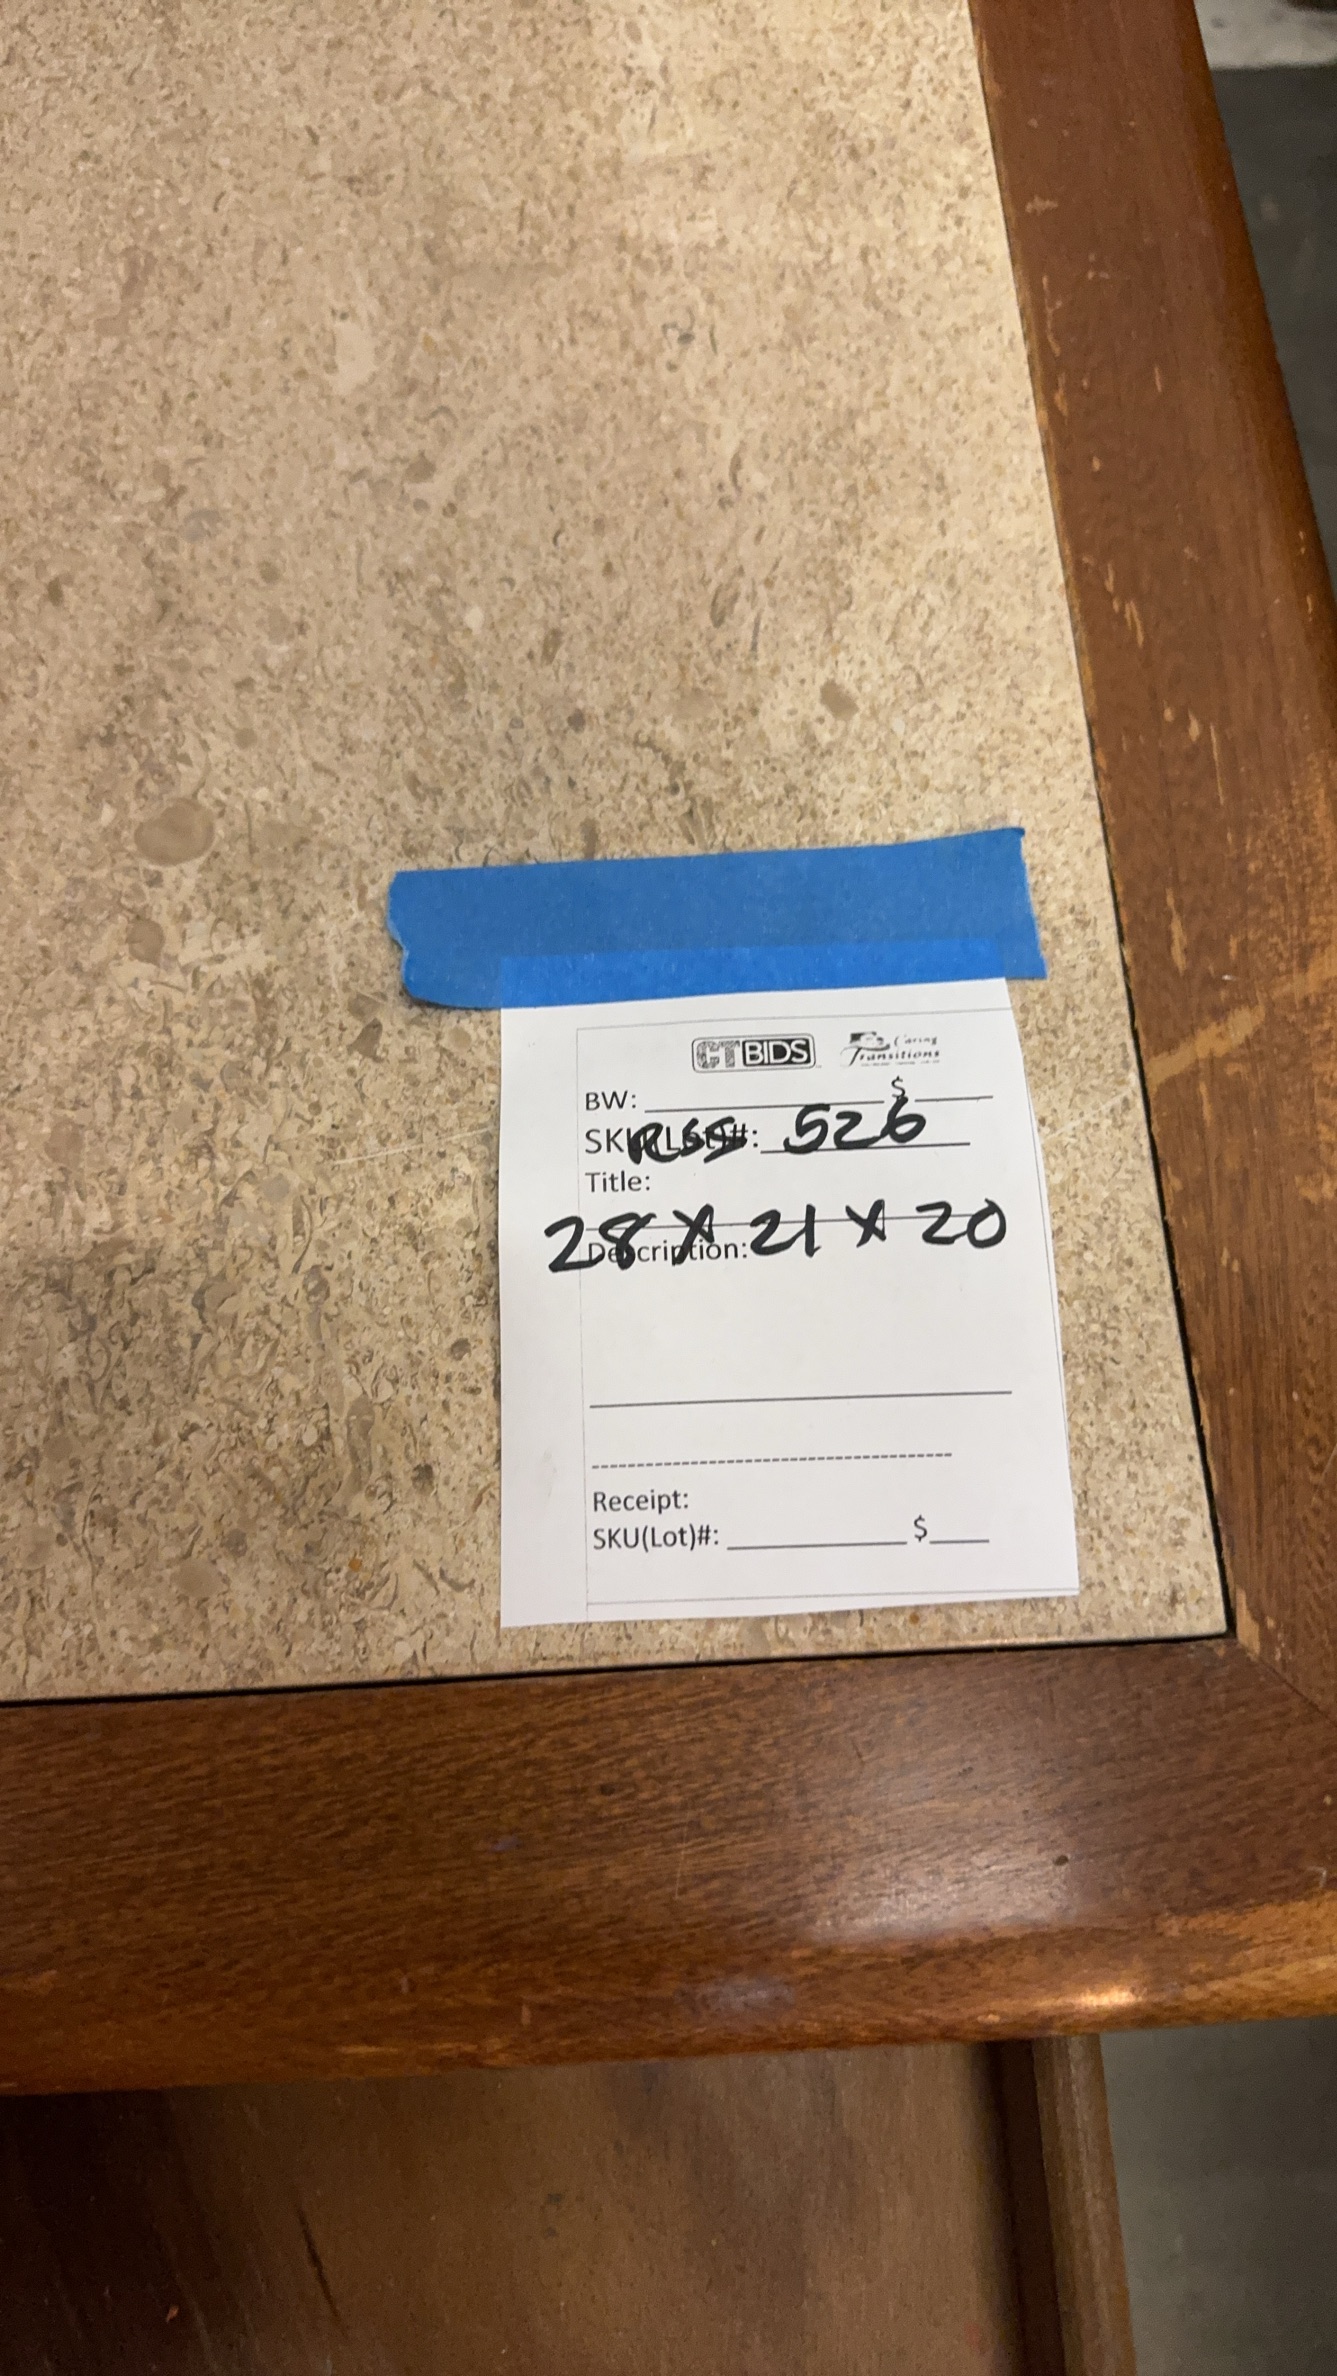 CTBIDS Caring Transitions
BW: $
SKU(Lot)#: RSS 526
Title:
28 X 21 X 20
Description:
Receipt:
SKU(Lot)#: $